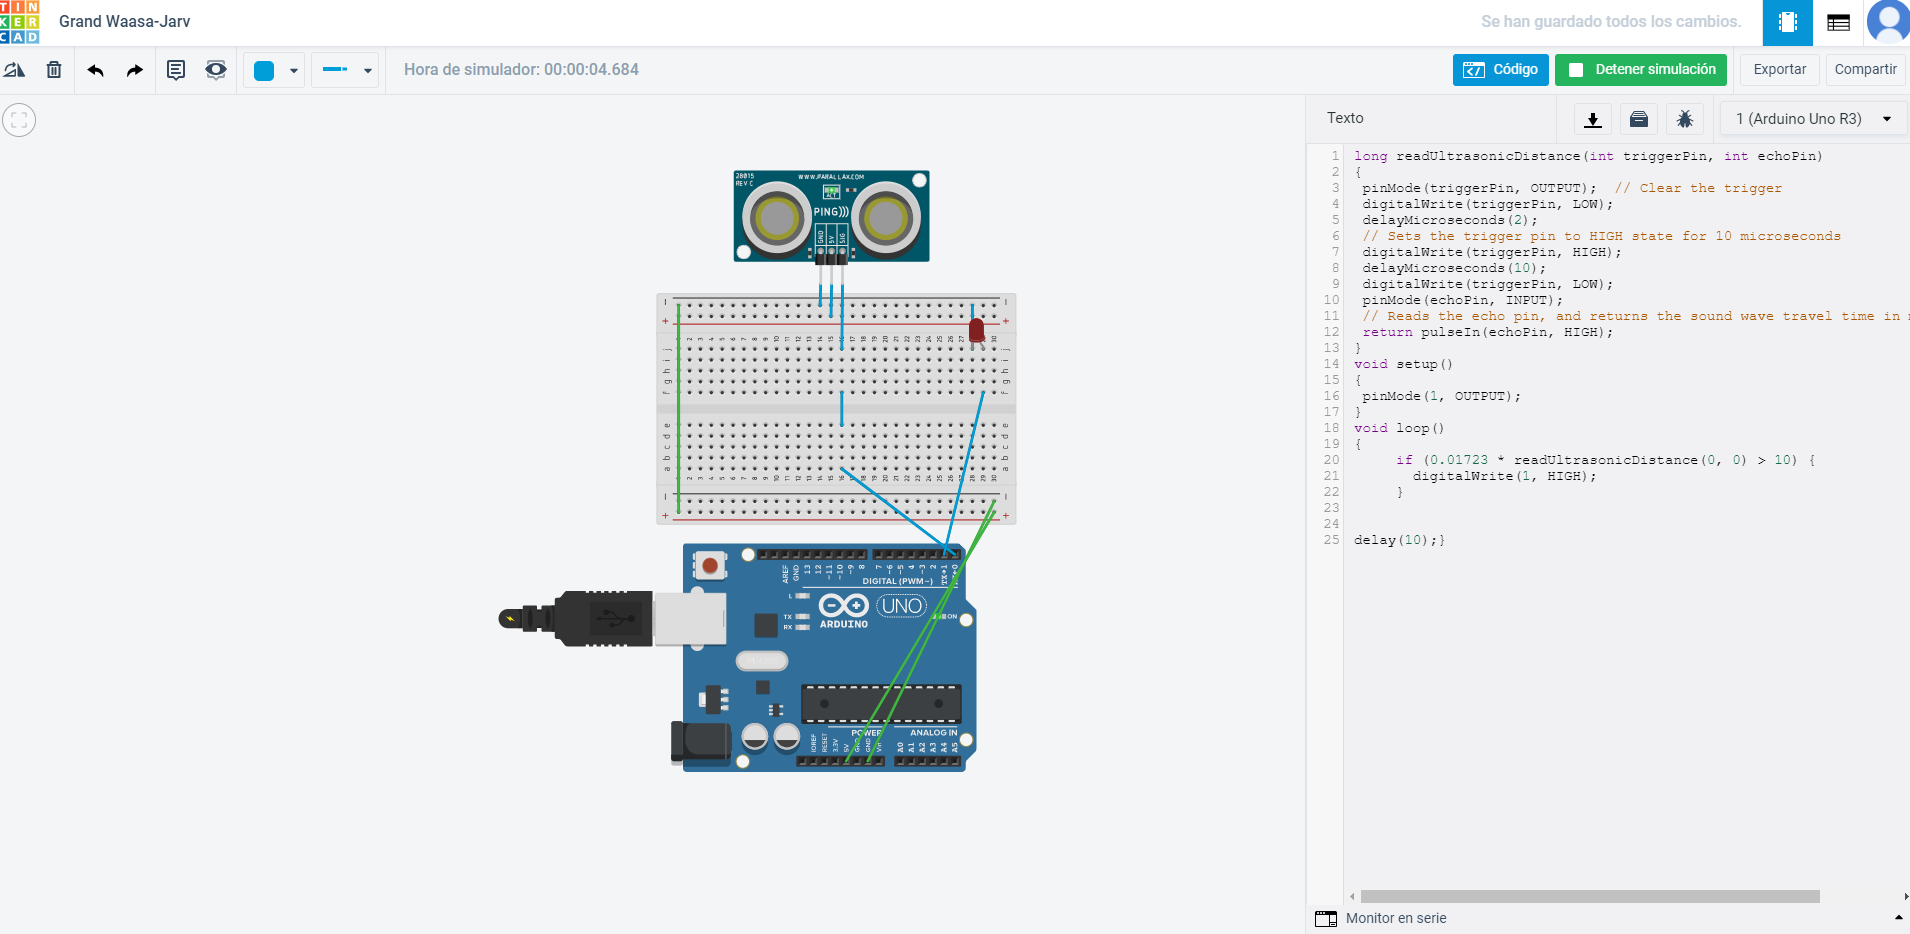 TIN
KER
CAD
Grand Waasa-Jarv
Se han guardado todos los cambios.
Hora de simulador: 00:00:04.684
Código
Detener simulación
Exportar
Compartir
Texto
1 (Arduino Uno R3)
1 long readUltrasonicDistance(int triggerPin, int echoPin)
2 {
3 pinMode(triggerPin, OUTPUT);  // Clear the trigger
4 digitalWrite(triggerPin, LOW);
5 delayMicroseconds(2);
6 // Sets the trigger pin to HIGH state for 10 microseconds
7 digitalWrite(triggerPin, HIGH);
8 delayMicroseconds(10);
9 digitalWrite(triggerPin, LOW);
10 pinMode(echoPin, INPUT);
11 // Reads the echo pin, and returns the sound wave travel time in
12 return pulseIn(echoPin, HIGH);
13 }
14 void setup()
15 {
16 pinMode(1, OUTPUT);
17 }
18 void loop()
19 {
20 if (0.01723 * readUltrasonicDistance(0, 0) > 10) {
21 digitalWrite(1, HIGH);
22 }
23
24
25 delay(10);}
Monitor en serie
28015
REV C
WWW.PARALLAX.COM
ACT
PING)))
GND
5V
SIG
AREF
GND
13
12
~11
~10
~9
8
7
~6
~5
4
~3
2
DIGITAL (PWM~)
L
TX
RX
ARDUINO
UNO
ON
POWER
ANALOG IN
IOREF
RESET
3.3V
5V
GND
GND
Vin
A0
A1
A2
A3
A4
A5